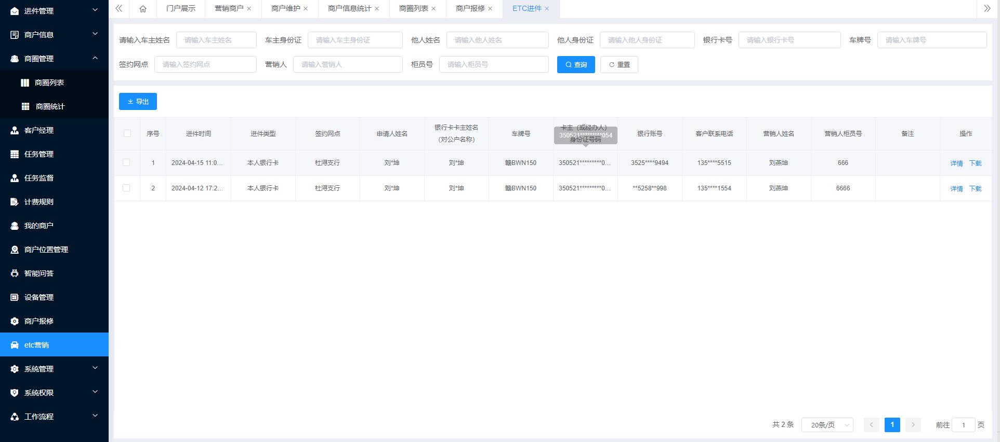 进件管理
商户信息
商圈管理
商圈列表
商圈统计
客户经理
任务管理
任务监督
计费规则
我的商户
商户位置管理
智能问答
设备管理
商户报修
etc营销
系统管理
系统权限
工作流程
门户展示 营销商户 商户维护 商户信息统计 商圈列表 商户报修 ETC进件
请输入车主姓名 请输入车主姓名 车主身份证 请输入车主身份证 他人姓名 请输入他人姓名 他人身份证 请输入他人身份证 银行卡号 请输入银行卡号 车牌号 请输入车牌号
签约网点 请输入签约网点 营销人 请输入营销人 柜员号 请输入柜员号 查询 重置
导出
序号 进件时间 进件类型 签约网点 申请人姓名 银行卡卡主姓名 (对公户名称) 车牌号 卡主（或经办人） 身份证号码 银行账号 客户联系电话 营销人姓名 营销人柜员号 备注 操作
350521*********054
1 2024-04-15 11:0... 本人银行卡 杜浔支行 刘*坤 刘*坤 赣BWN150 350521*********0... 3525****9494 135****5515 刘燕坤 666 详情 下载
2 2024-04-12 17:2... 本人银行卡 杜浔支行 刘*坤 刘*坤 赣BWN150 350521*********0... **5258**998 135****1554 刘燕坤 6666 详情 下载
共 2 条 20条/页 1 前往 1 页